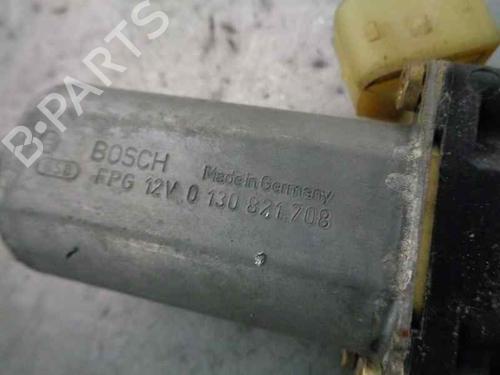 BOSCH Made in Germany
FPG 12V 0 130 821 708
B-PARTS